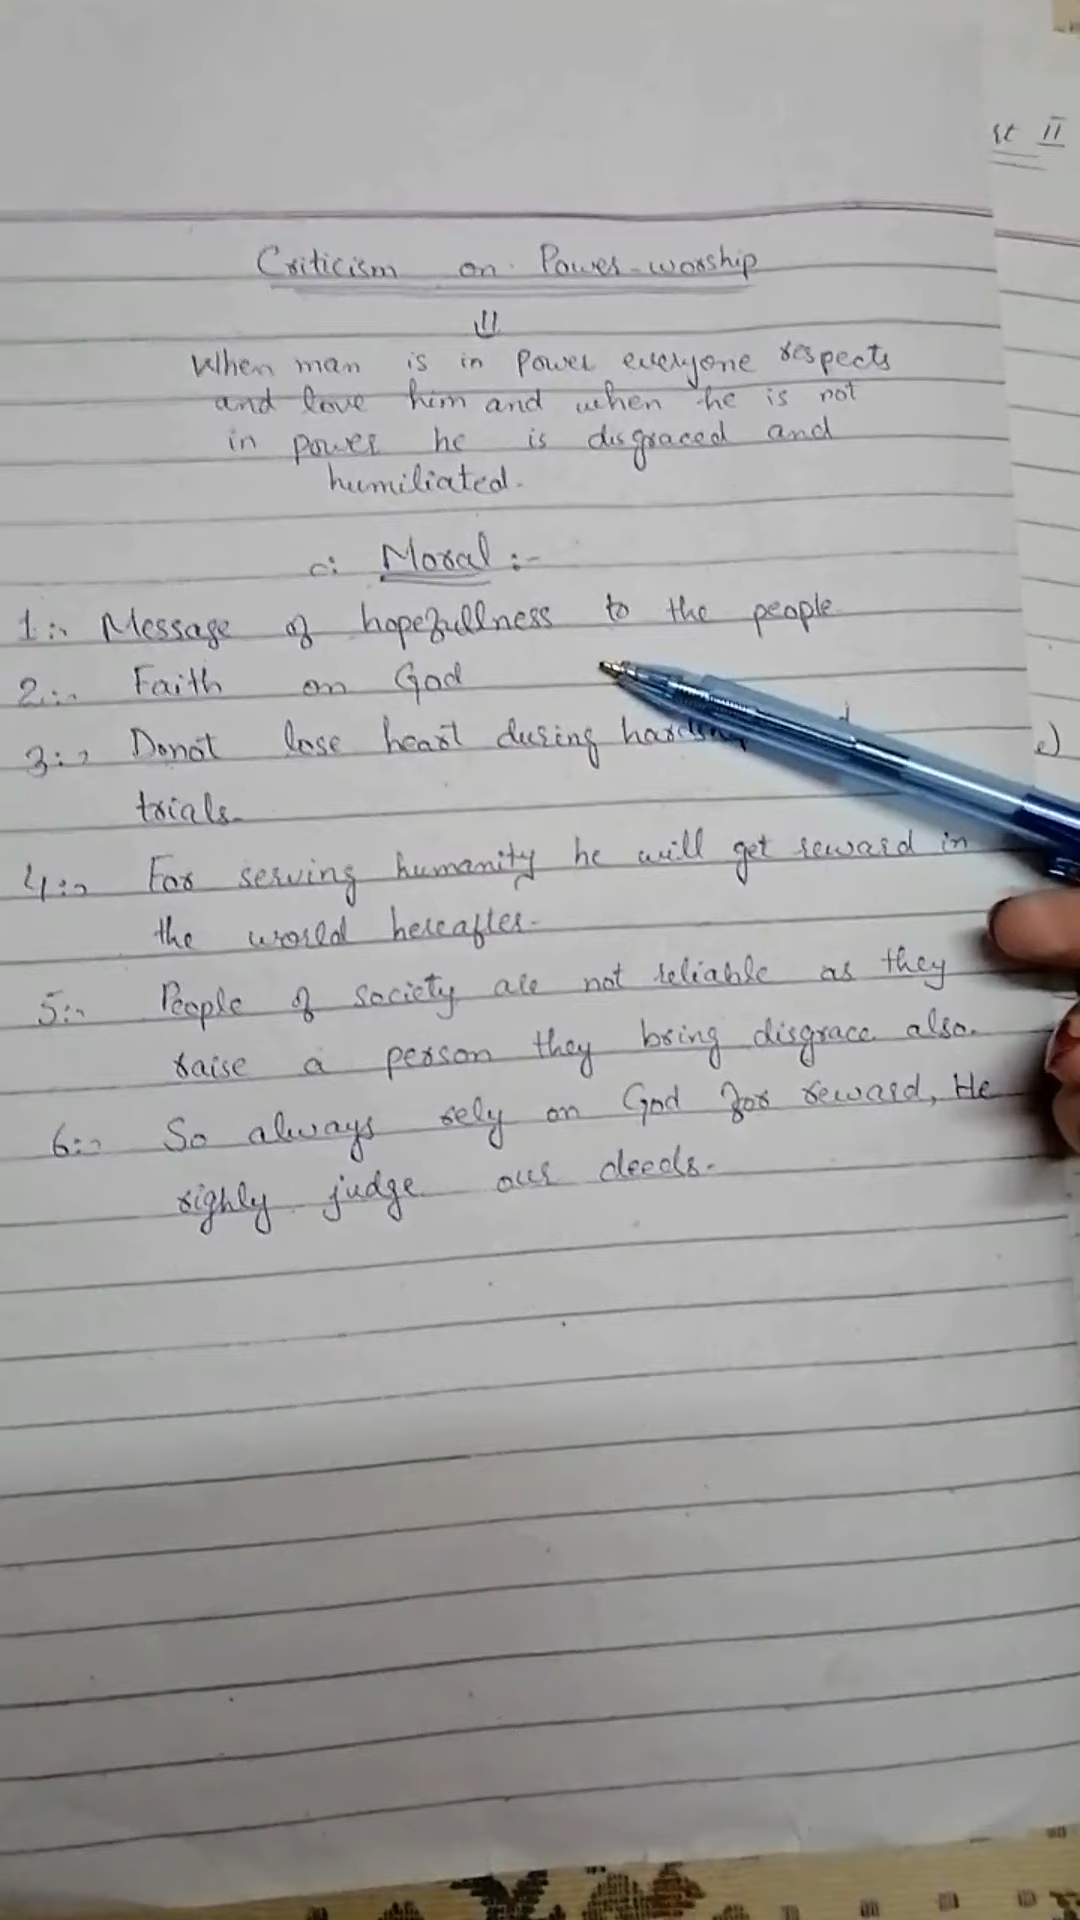 st II
Criticism on Power-worship
⇓
When man is in Power everyone respects
and love him and when he is not
in power he is disgraced and
humiliated.
c: Moral :-
1:- Message of hopefullness to the people
2:- Faith on God
3:- Donot lose heart during
trials.
4:- For serving humanity he will get reward in
the world hereafter.
5:- People of society are not reliable as they
raise a person they bring disgrace also.
6:- So always rely on God for reward, He
righly judge our deeds.
e)